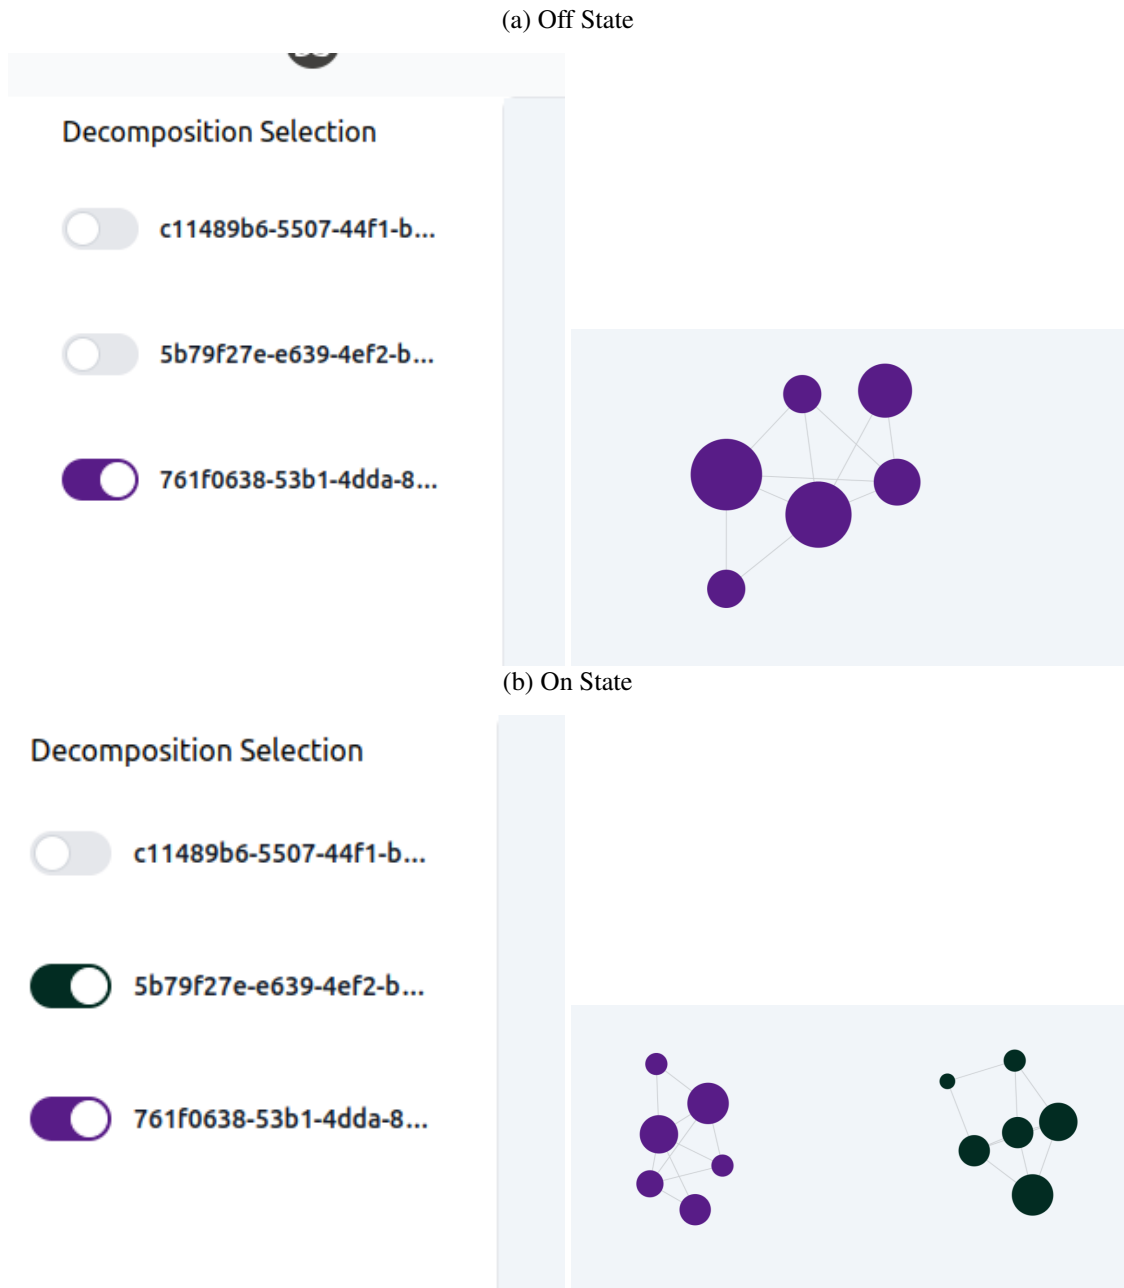 (a) Off State
Decomposition Selection
c11489b6-5507-44f1-b...
5b79f27e-e639-4ef2-b...
761f0638-53b1-4dda-8...
(b) On State
Decomposition Selection
c11489b6-5507-44f1-b...
5b79f27e-e639-4ef2-b...
761f0638-53b1-4dda-8...